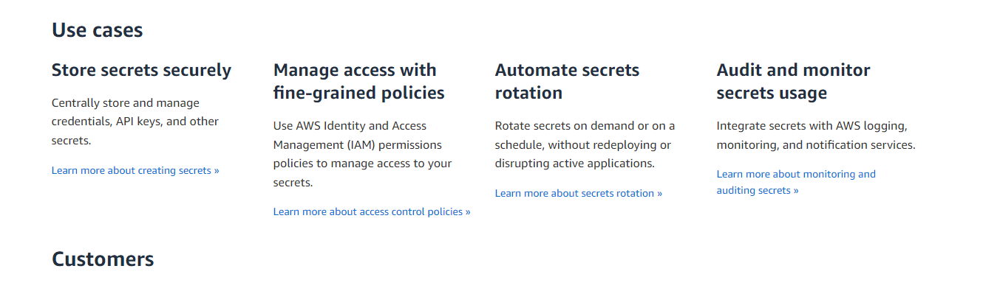 Use cases
Store secrets securely
Centrally store and manage
credentials, API keys, and other
secrets.
Learn more about creating secrets »
Manage access with
fine-grained policies
Use AWS Identity and Access
Management (IAM) permissions
policies to manage access to your
secrets.
Learn more about access control policies »
Automate secrets
rotation
Rotate secrets on demand or on a
schedule, without redeploying or
disrupting active applications.
Learn more about secrets rotation »
Audit and monitor
secrets usage
Integrate secrets with AWS logging,
monitoring, and notification services.
Learn more about monitoring and
auditing secrets »
Customers